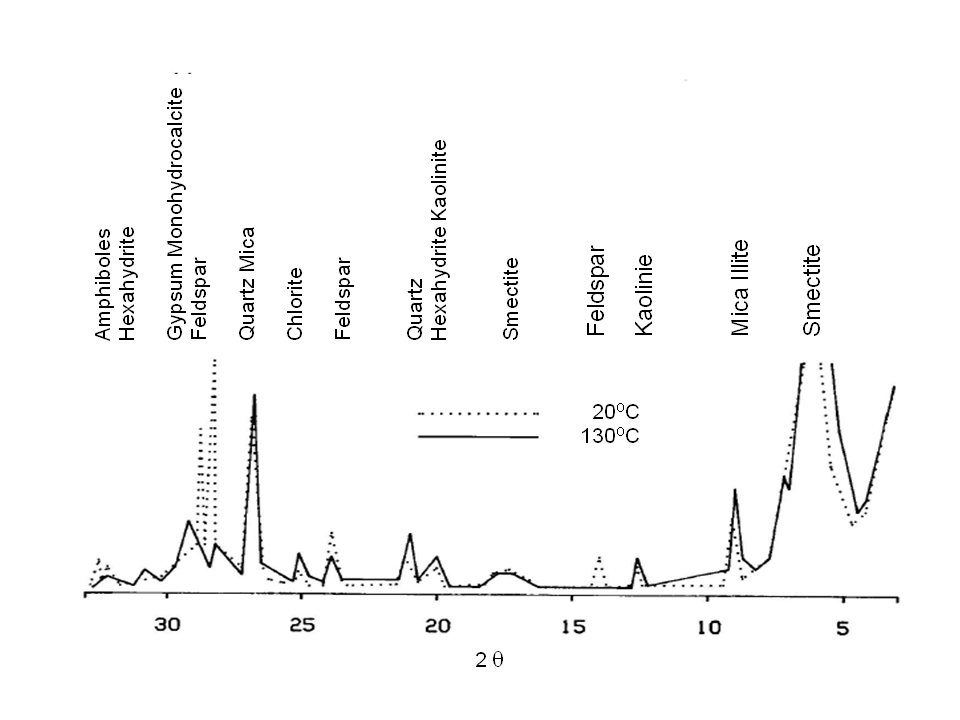 Amphiboles
Hexahydrite
Gypsum Monohydrocalcite
Feldspar
Quartz Mica
Chlorite
Feldspar
Quartz
Hexahydrite Kaolinite
Smectite
Feldspar
Kaolinie
Mica Illite
Smectite
20°C
130°C
30 25 20 15 10 5
2 θ